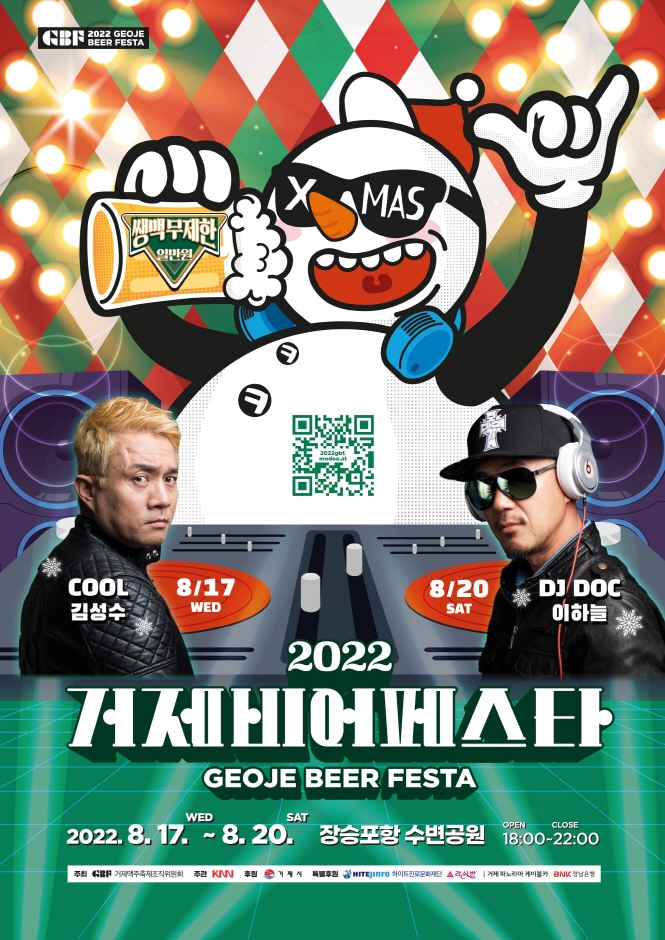 GBF 2022 GEOJE
BEER FESTA
X MAS
쌩맥무제한
일만원
ㅋ
ㅋ
2022gbf.
modoo.at
COOL
김성수
8/17
WED
8/20
SAT
DJ DOC
이하늘
2022
거제비어페스타
GEOJE BEER FESTA
2022. 8. 17. WED ~ 8. 20. SAT 장승포항 수변공원 OPEN CLOSE
18:00~22:00
주최 GBF 거제맥주축제조직위원회 주관 KNN 후원 거제시 특별후원 HITEJINRO 하이트진로문화재단 거제 파노라마 케이블카 BNK 경남은행